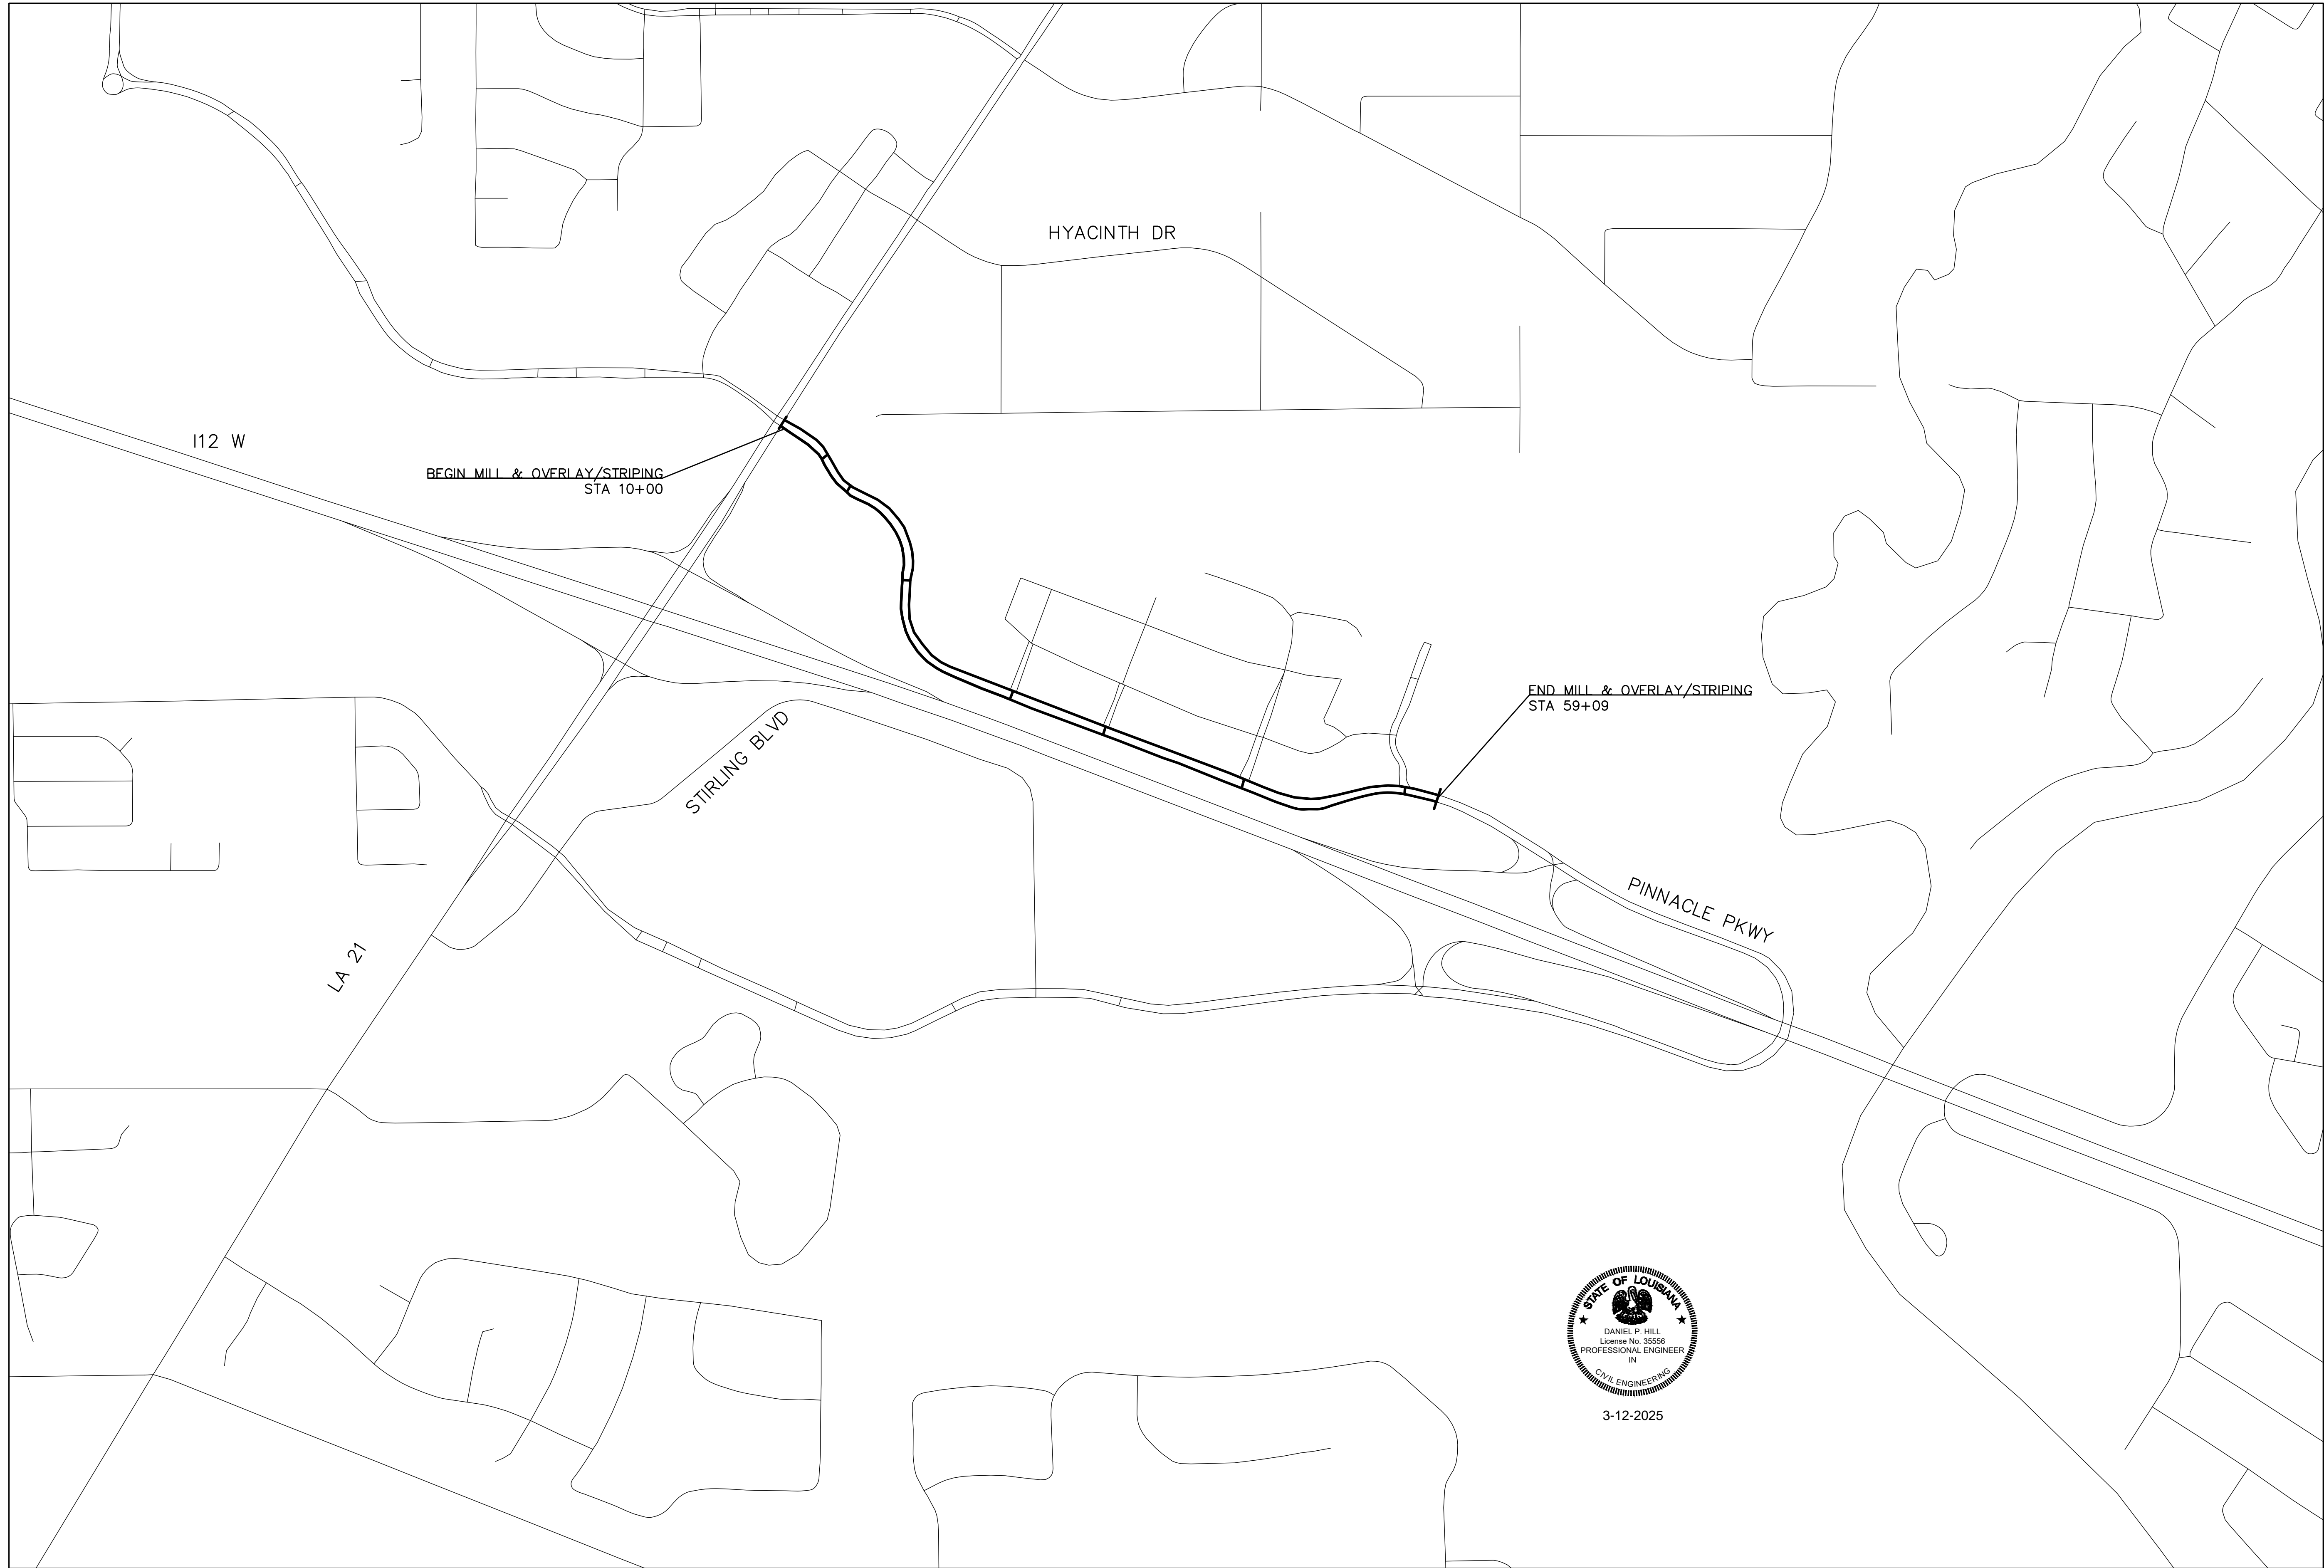 HYACINTH DR
I12 W
BEGIN MILL & OVERLAY/STRIPING
STA 10+00
END MILL & OVERLAY/STRIPING
STA 59+09
STIRLING BLVD
PINNACLE PKWY
LA 21
STATE OF LOUISIANA
DANIEL P. HILL
License No. 35556
PROFESSIONAL ENGINEER
IN
CIVIL ENGINEERING
3-12-2025